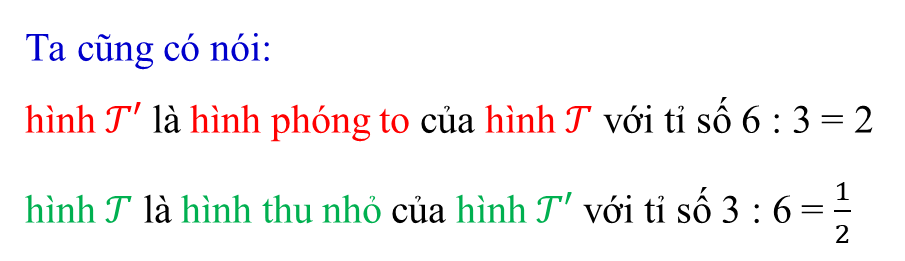 Ta cũng có nói:
hình 𝒯′ là hình phóng to của hình 𝒯 với tỉ số 6 : 3 = 2
hình 𝒯 là hình thu nhỏ của hình 𝒯′ với tỉ số 3 : 6 = 1/2